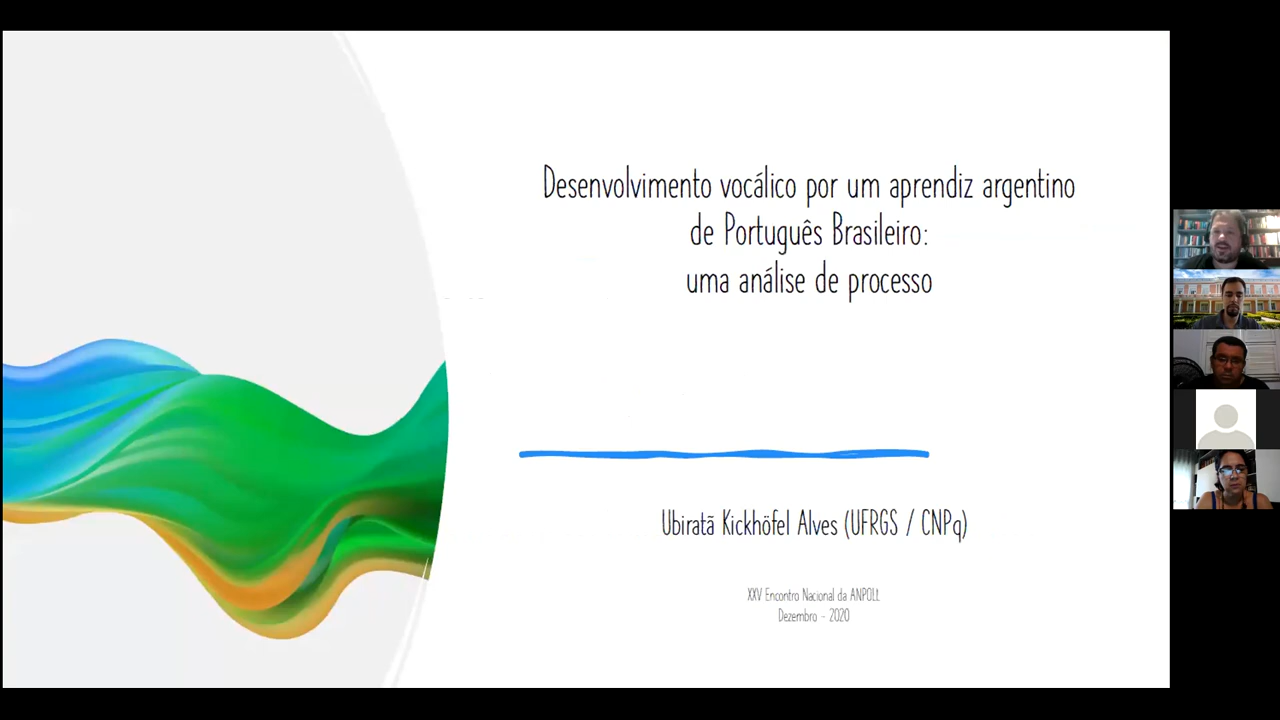 Desenvolvimento vocálico por um aprendiz argentino
de Português Brasileiro:
uma análise de processo
Ubiratã Kickhöfel Alves (UFRGS / CNPq)
XXV Encontro Nacional da ANPOLL
Dezembro - 2020